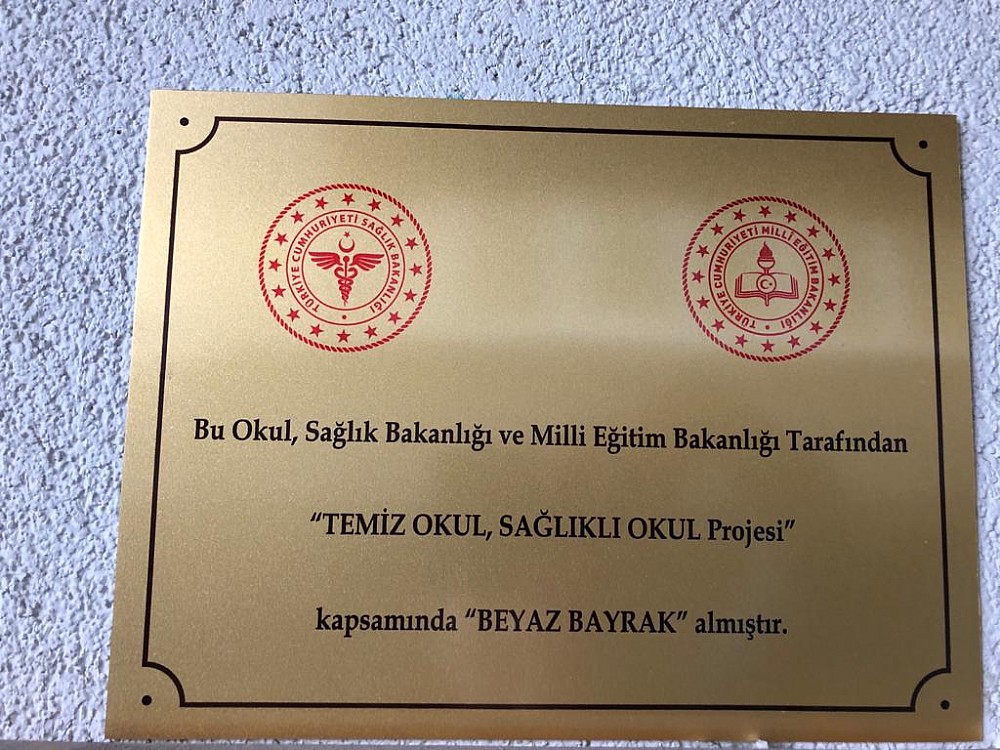 TÜRKİYE CUMHURİYETİ SAĞLIK BAKANLIĞI
TÜRKİYE CUMHURİYETİ MİLLİ EĞİTİM BAKANLIĞI
Bu Okul, Sağlık Bakanlığı ve Milli Eğitim Bakanlığı Tarafından
“TEMİZ OKUL, SAĞLIKLI OKUL Projesi”
kapsamında “BEYAZ BAYRAK” almıştır.